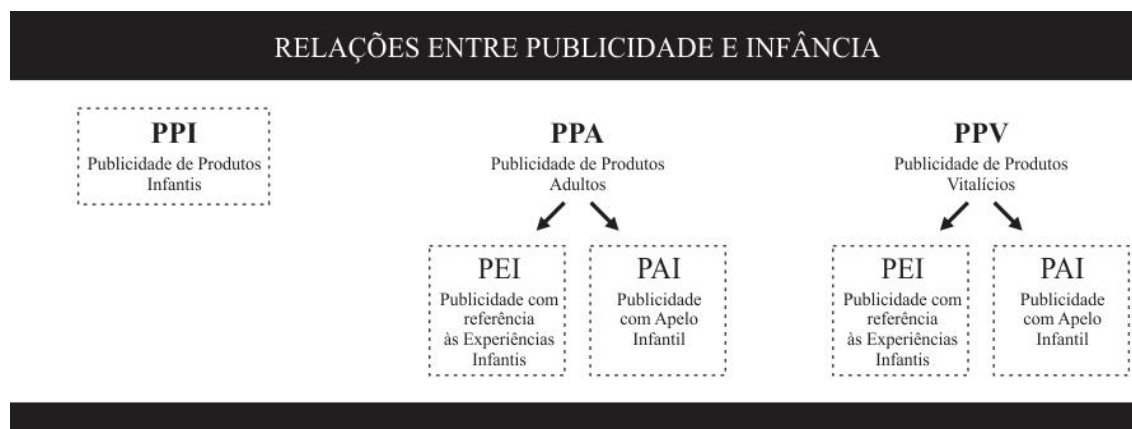 RELAÇÕES ENTRE PUBLICIDADE E INFÂNCIA
PPI
Publicidade de Produtos
Infantis
PPA
Publicidade de Produtos
Adultos
PEI
Publicidade com
referência
às Experiências
Infantis
PAI
Publicidade
com Apelo
Infantil
PPV
Publicidade de Produtos
Vitalícios
PEI
Publicidade com
referência
às Experiências
Infantis
PAI
Publicidade
com Apelo
Infantil